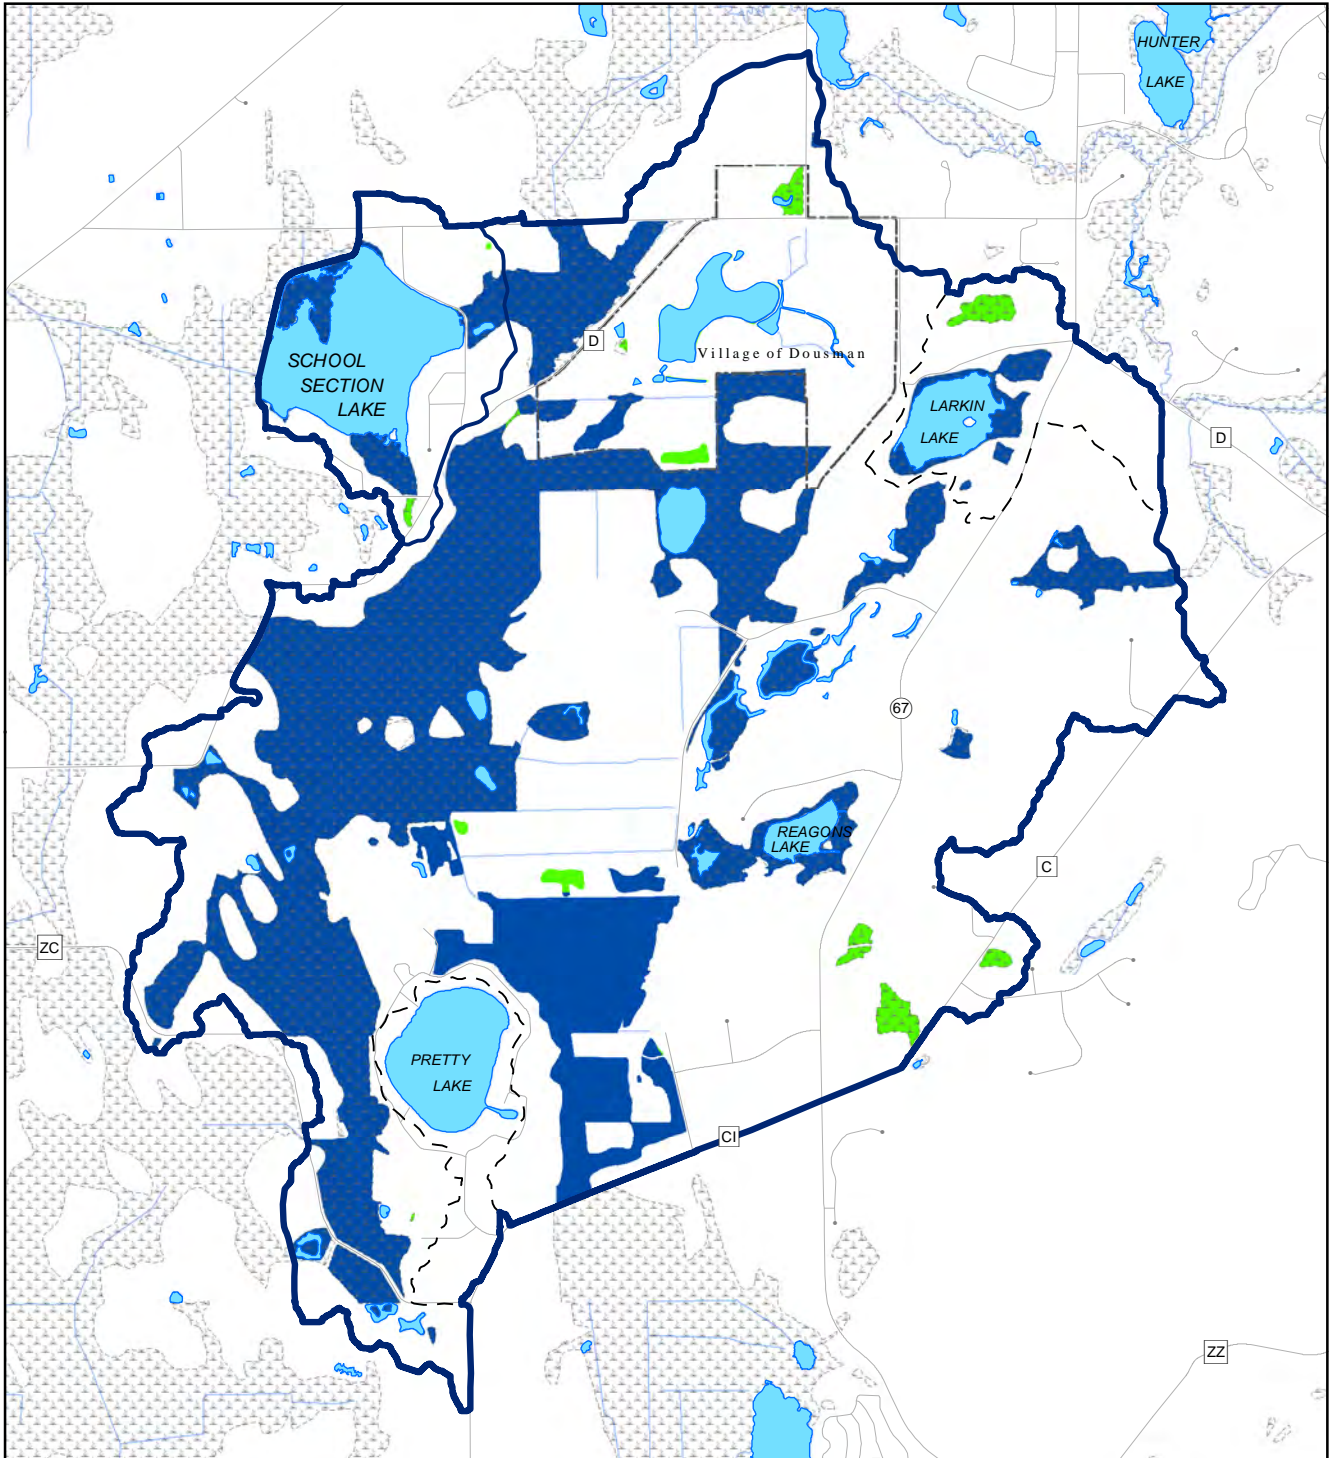 HUNTER
LAKE
D
Village of Dousman
SCHOOL
SECTION
LAKE
LARKIN
LAKE
D
67
REAGONS
LAKE
C
ZC
PRETTY
LAKE
CI
ZZ